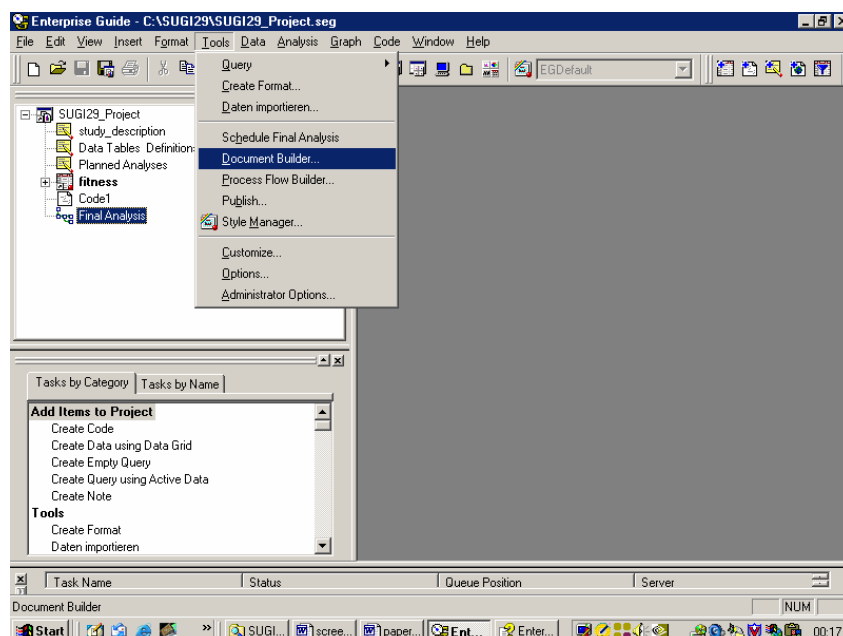 Enterprise Guide - C:\SUGI29\SUGI29_Project.seg
File Edit View Insert Format Tools Data Analysis Graph Code Window Help
EGDefault
Query
Create Format...
Daten importieren...
Schedule Final Analysis
Document Builder...
Process Flow Builder...
Publish...
Style Manager...
Customize...
Options...
Administrator Options...
SUGI29_Project
study_description
Data Tables Definition
Planned Analyses
fitness
Code1
Final Analysis
Tasks by Category Tasks by Name
Add Items to Project
Create Code
Create Data using Data Grid
Create Empty Query
Create Query using Active Data
Create Note
Tools
Create Format
Daten importieren
Task Name Status Queue Position Server
Document Builder NUM
Start » SUGI... scree... paper... Ent... Enter... 00:17